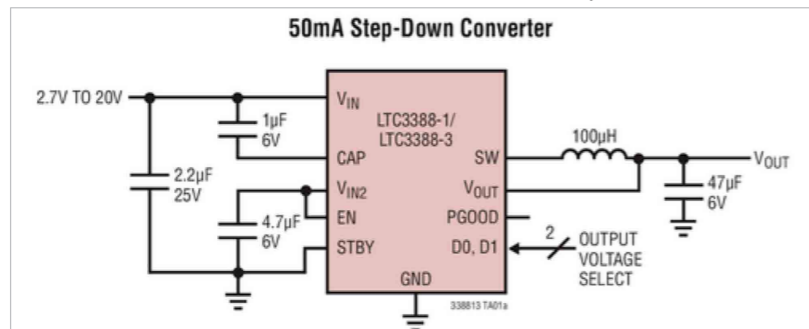 50mA Step-Down Converter
2.7V TO 20V
1µF
6V
2.2µF
25V
4.7µF
6V
VIN
CAP
VIN2
EN
STBY
LTC3388-1/
LTC3388-3
SW
VOUT
PGOOD
D0, D1
GND
100µH
VOUT
47µF
6V
2
OUTPUT
VOLTAGE
SELECT
338813 TA01a